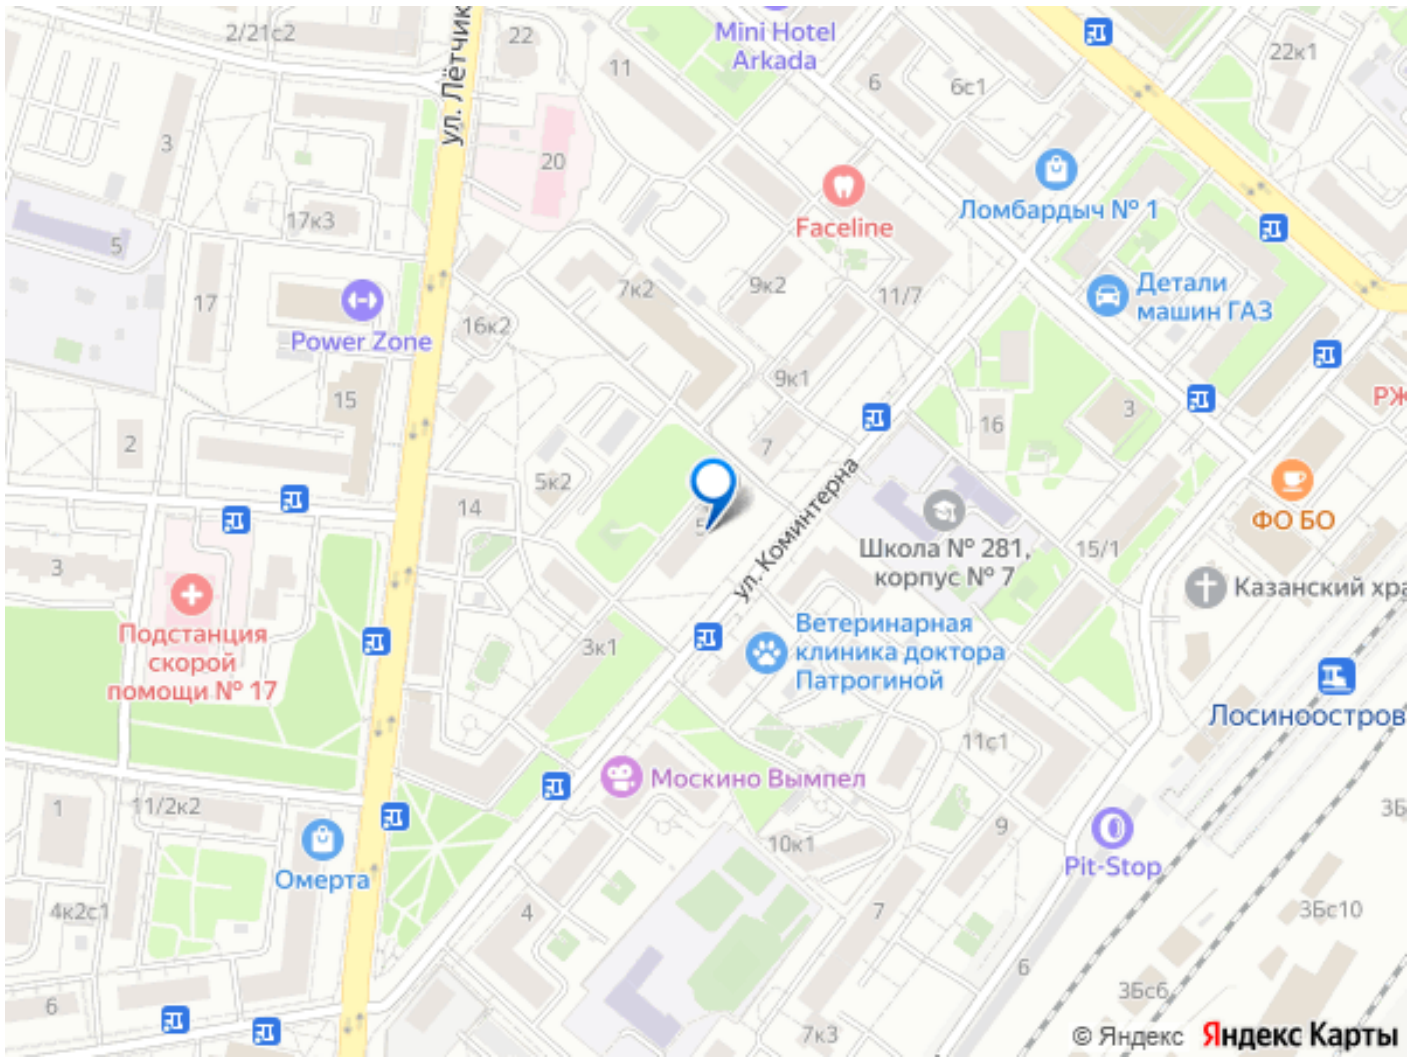 2/21с2
ул. Лётчик
22
11
Mini Hotel
Arkada
6
6с1
22к1
3
20
17к3
5
Faceline
Ломбардыч № 1
17
Power Zone
16к2
7к2
9к2
11/7
Детали
машин ГАЗ
9к1
15
2
7
16
3
РЖ
5к2
14
5
ул. Коминтерна
Школа № 281,
корпус № 7
15/1
ФО БО
Казанский хра
3
Подстанция
скорой
помощи № 17
3к1
Ветеринарная
клиника доктора
Патрогиной
Лосиноостров
11с1
Москино Вымпел
1
11/2к2
Омерта
10к1
9
Pit-Stop
3Б
4к2с1
4
7
3Бс10
6
6
3Бс6
7к3
© Яндекс Яндекс Карты